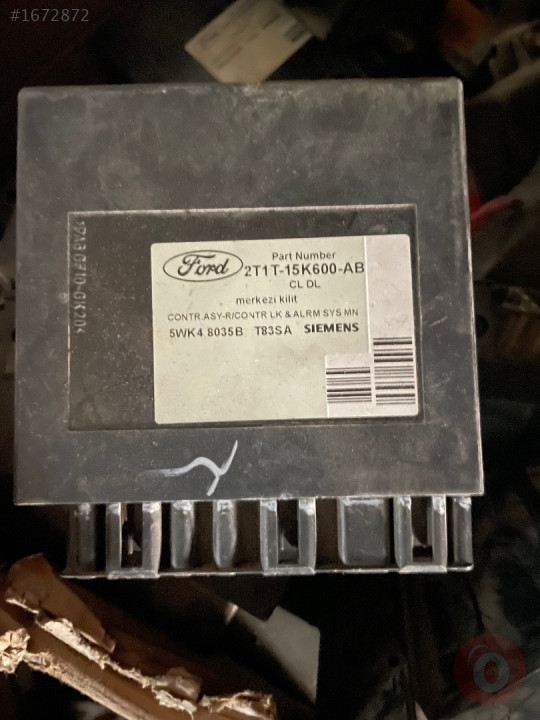 #1672872
Ford
Part Number
2T1T-15K600-AB
CL DL
merkezi kilit
CONTR.ASY-R/CONTR LK & ALRM SYS MN
5WK4 8035B T83SA SIEMENS